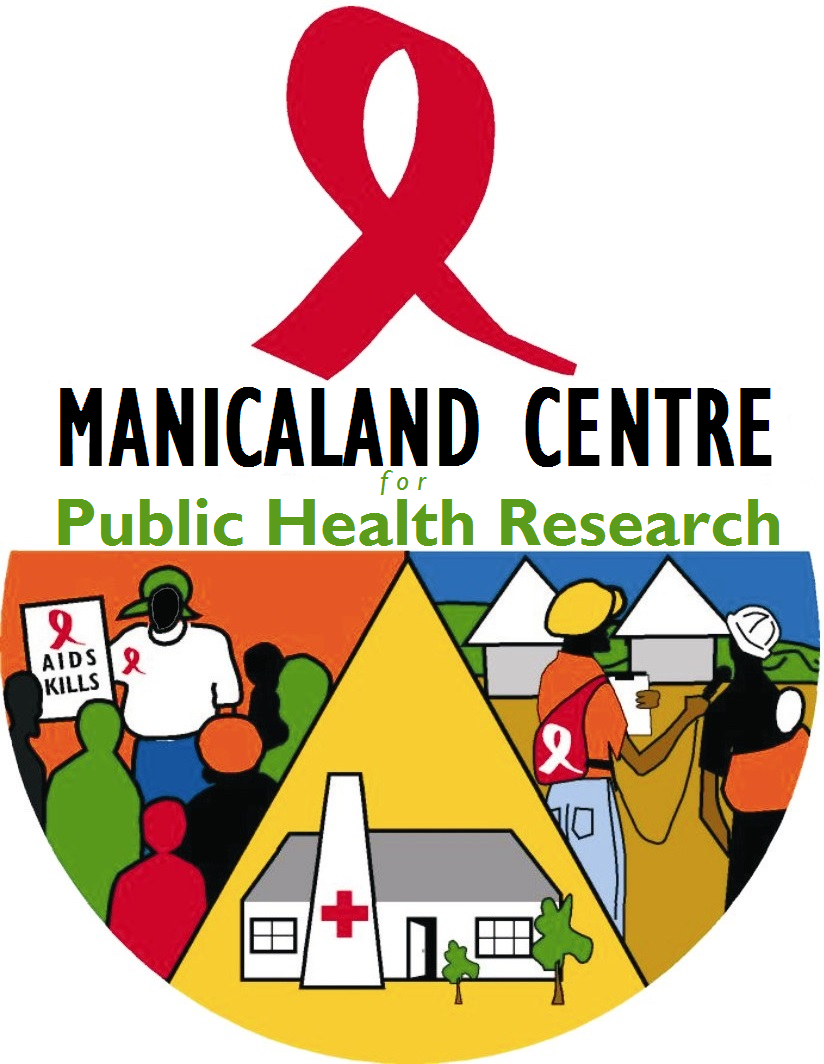 MANICALAND CENTRE
for
Public Health Research
AIDS
KILLS